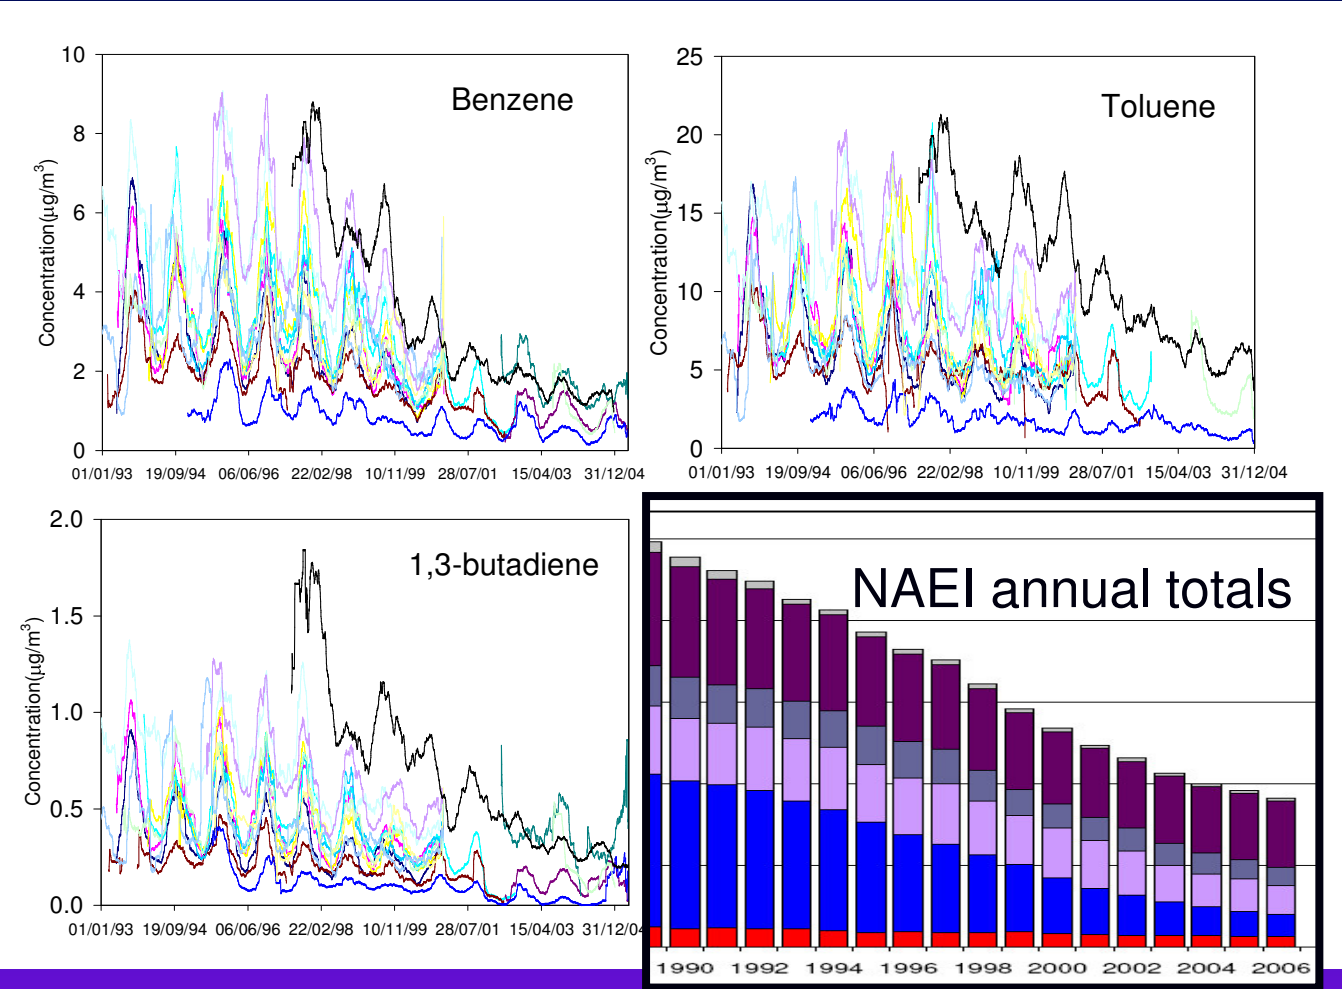 10
8
6
4
2
0
Concentration(µg/m³)
Benzene
01/01/93 19/09/94 06/06/96 22/02/98 10/11/99 28/07/01 15/04/03 31/12/04
25
20
15
10
5
0
Concentration(µg/m³)
Toluene
01/01/93 19/09/94 06/06/96 22/02/98 10/11/99 28/07/01 15/04/03 31/12/04
2.0
1.5
1.0
0.5
0.0
Concentration(µg/m³)
1,3-butadiene
01/01/93 19/09/94 06/06/96 22/02/98 10/11/99 28/07/01 15/04/03 31/12/04
NAEI annual totals
1990 1992 1994 1996 1998 2000 2002 2004 2006